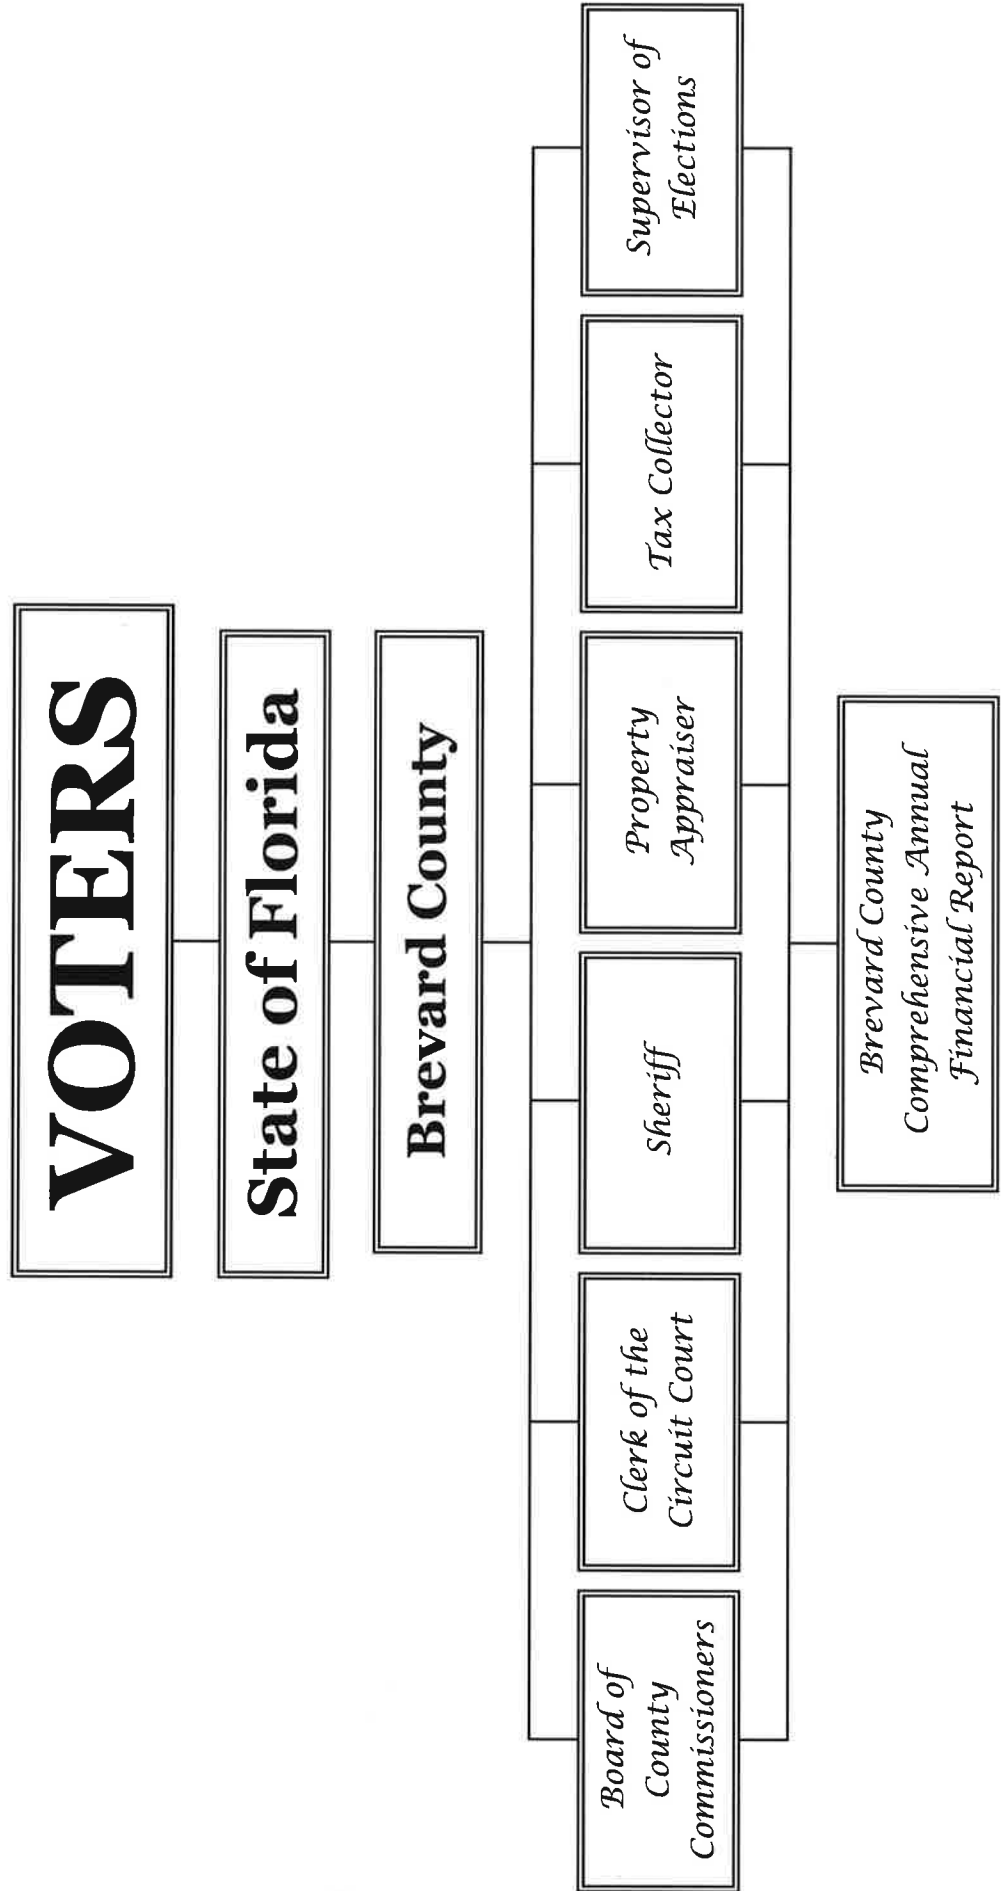 VOTERS
State of Florida
Brevard County
Board of
County
Commissioners
Clerk of the
Circuit Court
Sheriff
Property
Appraiser
Tax Collector
Supervisor of
Elections
Brevard County
Comprehensive Annual
Financial Report